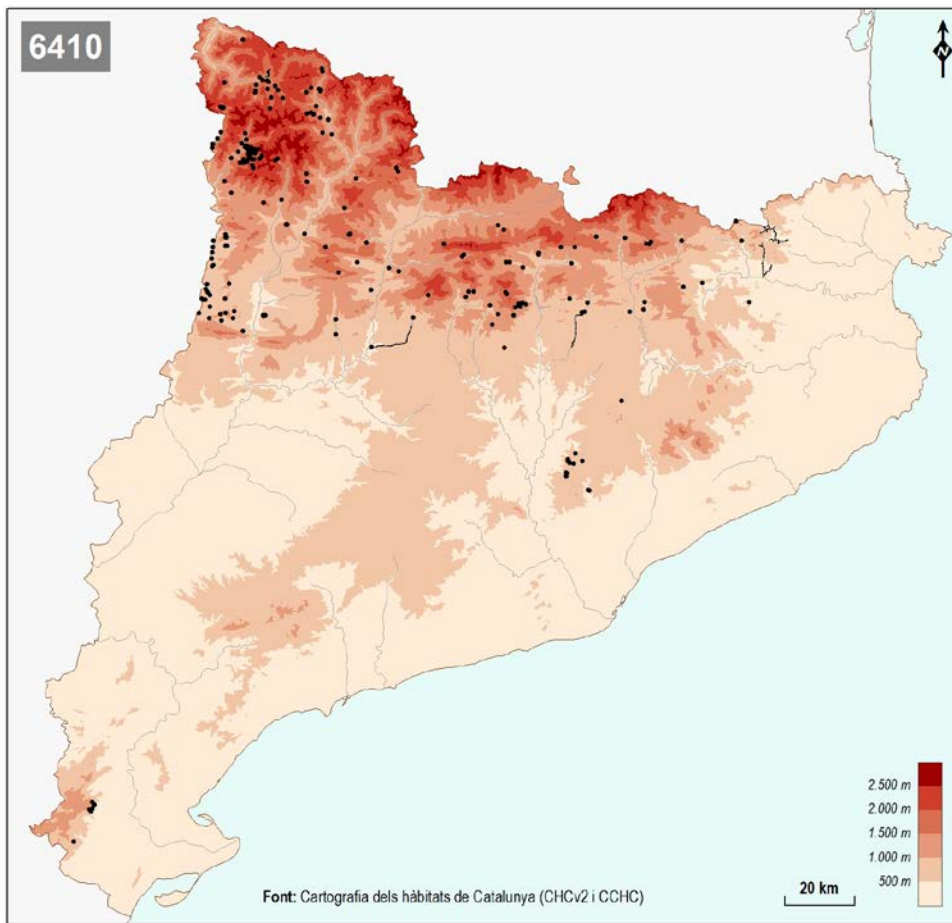 6410
N
2.500 m
2.000 m
1.500 m
1.000 m
500 m
20 km
Font: Cartografia dels hàbitats de Catalunya (CHCv2 i CCHC)